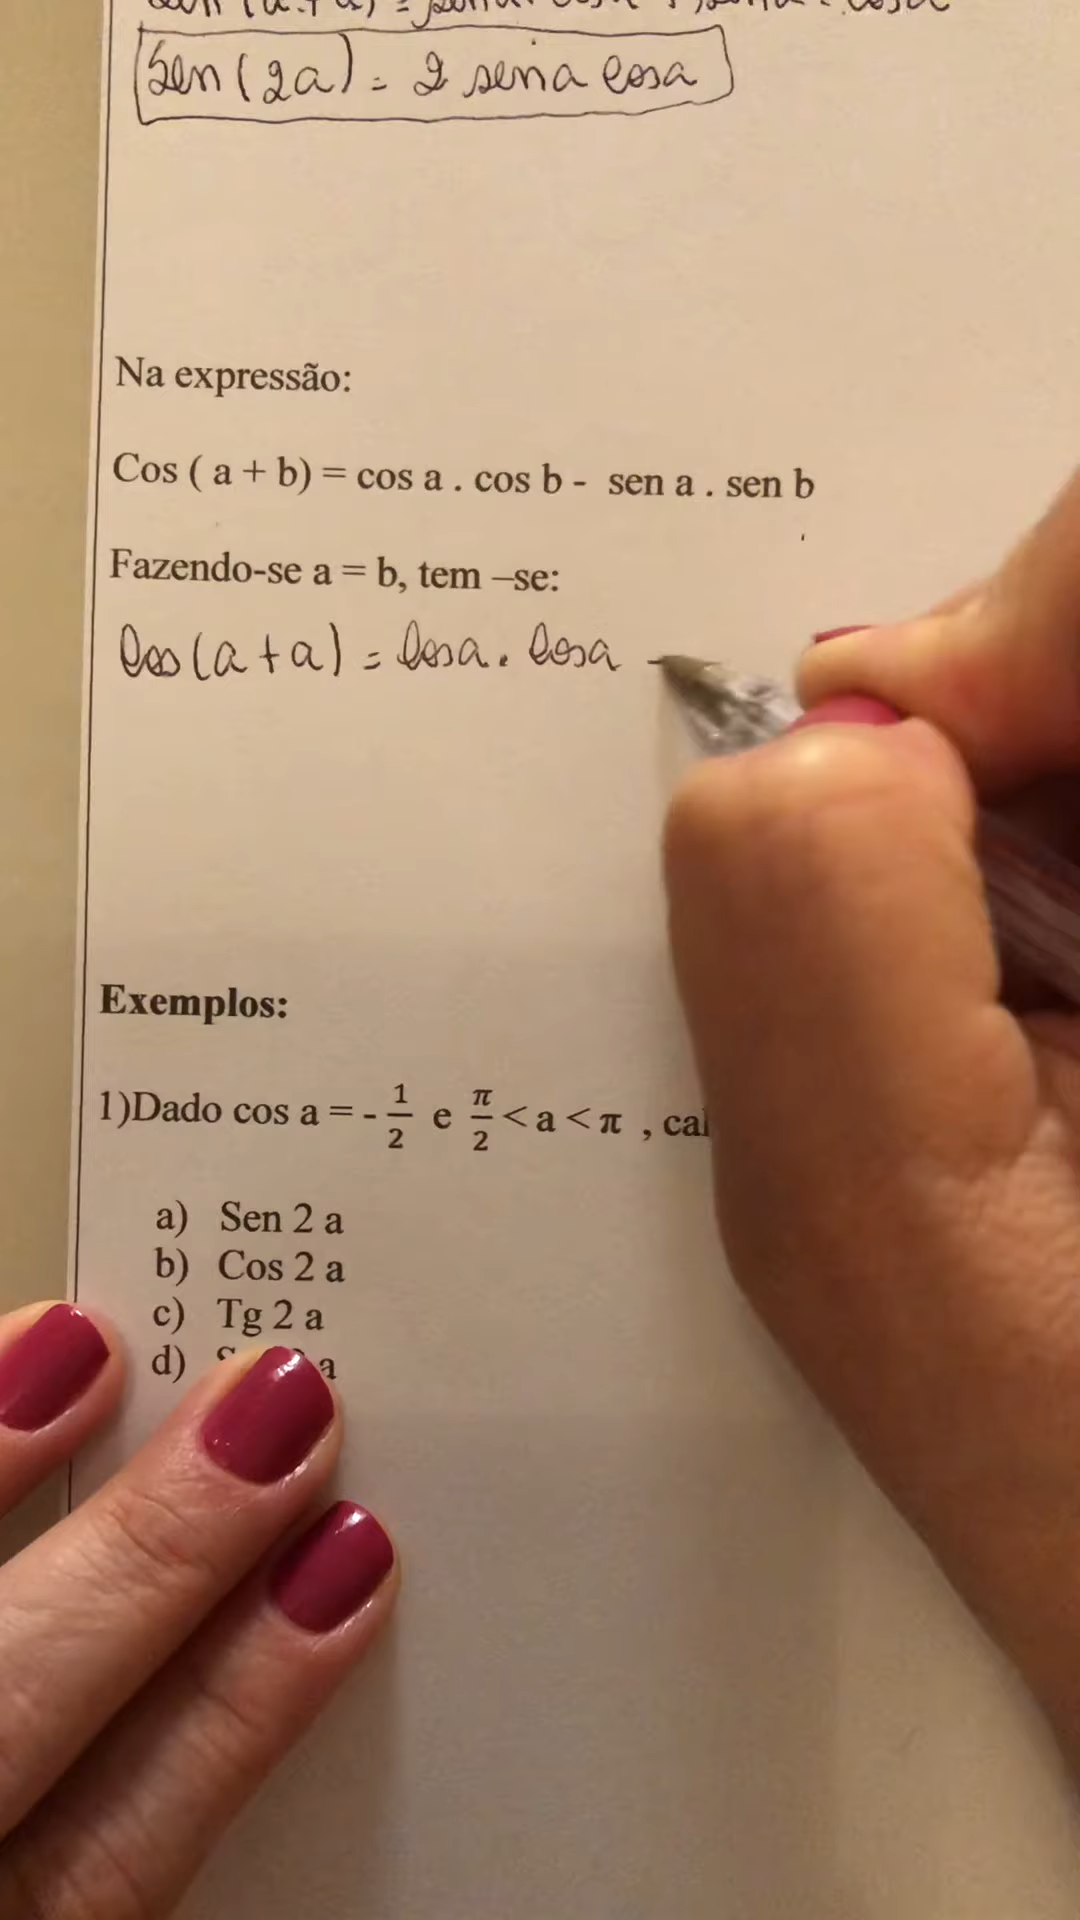 Sen (2a) = 2 sena cosa
Na expressão:
Cos ( a + b) = cos a . cos b - sen a . sen b
Fazendo-se a = b, tem –se:
Cos (a + a) = Cosa . Cosa -
Exemplos:
1)Dado cos a = - 1/2 e π/2 < a < π , cal
a) Sen 2 a
b) Cos 2 a
c) Tg 2 a
d) a